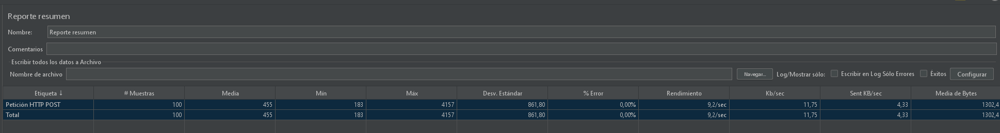 Reporte resumen
Nombre: Reporte resumen
Comentarios
Escribir todos los datos a Archivo
Nombre de archivo Navegar... Log/Mostrar sólo: Escribir en Log Sólo Errores Éxitos Configurar
Etiqueta ↓ # Muestras Media Mín Máx Desv. Estándar % Error Rendimiento Kb/sec Sent KB/sec Media de Bytes
Petición HTTP POST 100 455 183 4157 861,80 0,00% 9,2/sec 11,75 4,33 1302,4
Total 100 455 183 4157 861,80 0,00% 9,2/sec 11,75 4,33 1302,4